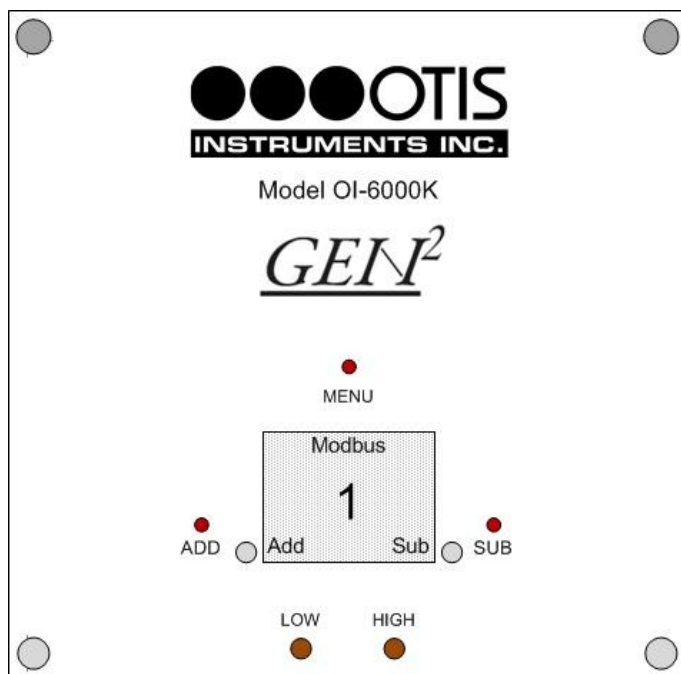 OTIS
INSTRUMENTS INC.
Model OI-6000K
GEN²
MENU
Modbus
1
Add Sub
ADD SUB
LOW HIGH